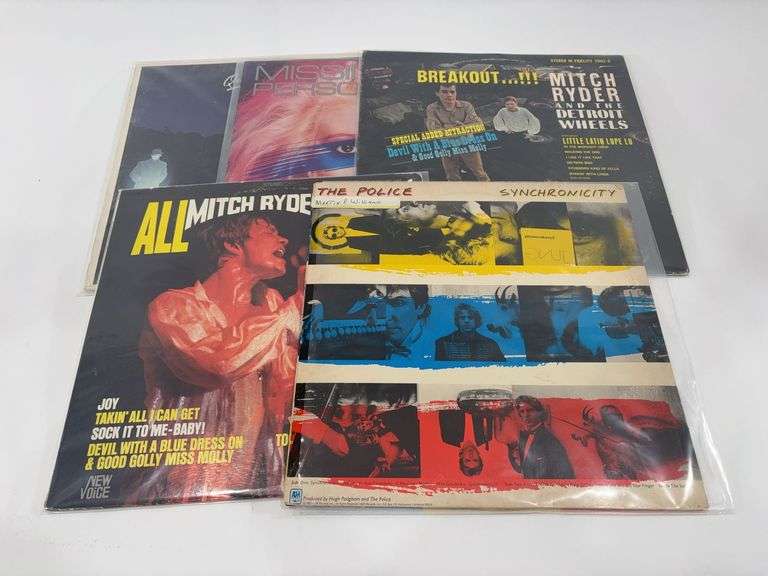 MISSI
PERSO
STEREO
BREAKOUT...!!!
MITCH
RYDER
AND THE
DETROIT
WHEELS
SPECIAL ADDED ATTRACTION
Devil With A Blue Dress On
& Good Golly Miss Molly
LITTLE LATIN LUPE LU
ALL MITCH RYDER
JOY
TAKIN' ALL I CAN GET
SOCK IT TO ME-BABY!
DEVIL WITH A BLUE DRESS ON
& GOOD GOLLY MISS MOLLY
TO
NEW
VOICE
THE POLICE
SYNCHRONICITY
A&M
Produced by Hugh Padgham and The Police